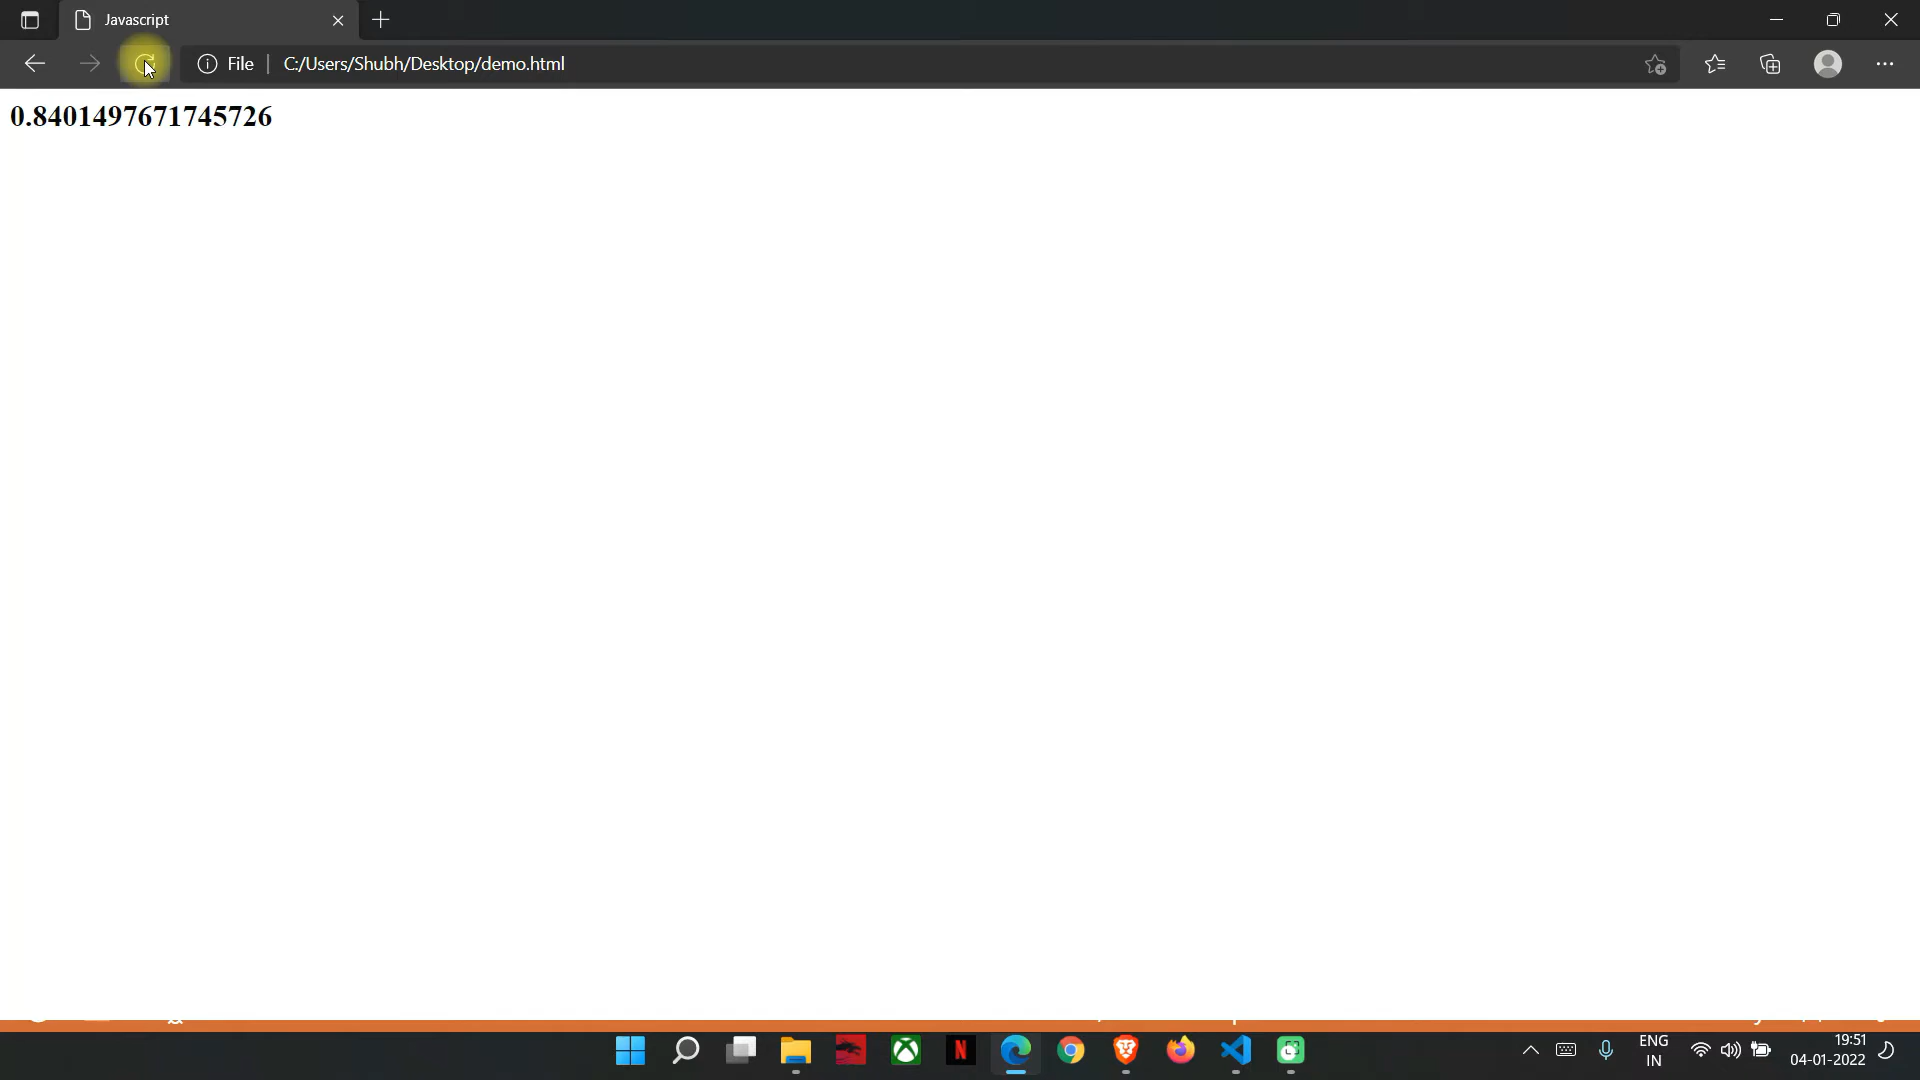 Javascript
File C:/Users/Shubh/Desktop/demo.html
0.8401497671745726
N
ENG
IN
19:51
04-01-2022